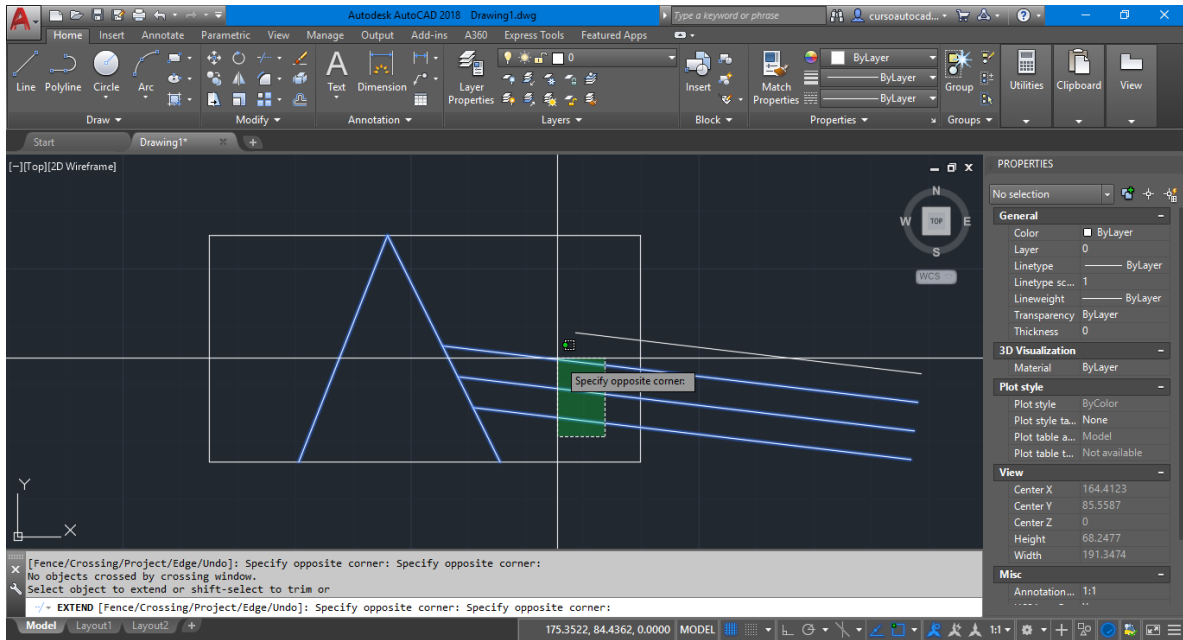 Autodesk AutoCAD 2018 Drawing1.dwg
Type a keyword or phrase
cursoautocad...
Home Insert Annotate Parametric View Manage Output Add-ins A360 Express Tools Featured Apps
0
ByLayer
Line Polyline Circle Arc
Text Dimension
Layer Properties
Insert
Match Properties
ByLayer
ByLayer
Group
Utilities
Clipboard
View
Draw
Modify
Annotation
Layers
Block
Properties
Groups
Start
Drawing1*
[−][Top][2D Wireframe]
N
W TOP E
S
WCS
Specify opposite corner:
Y
X
PROPERTIES
No selection
General
Color ByLayer
Layer 0
Linetype ByLayer
Linetype sc... 1
Lineweight ByLayer
Transparency ByLayer
Thickness 0
3D Visualization
Material ByLayer
Plot style
Plot style ByColor
Plot style ta... None
Plot table a... Model
Plot table t... Not available
View
Center X 164.4123
Center Y 85.5587
Center Z 0
Height 68.2477
Width 191.3474
Misc
Annotation... 1:1
[Fence/Crossing/Project/Edge/Undo]: Specify opposite corner: Specify opposite corner:
No objects crossed by crossing window.
Select object to extend or shift-select to trim or
EXTEND [Fence/Crossing/Project/Edge/Undo]: Specify opposite corner: Specify opposite corner:
Model Layout1 Layout2 +
175.3522, 84.4362, 0.0000 MODEL
1:1